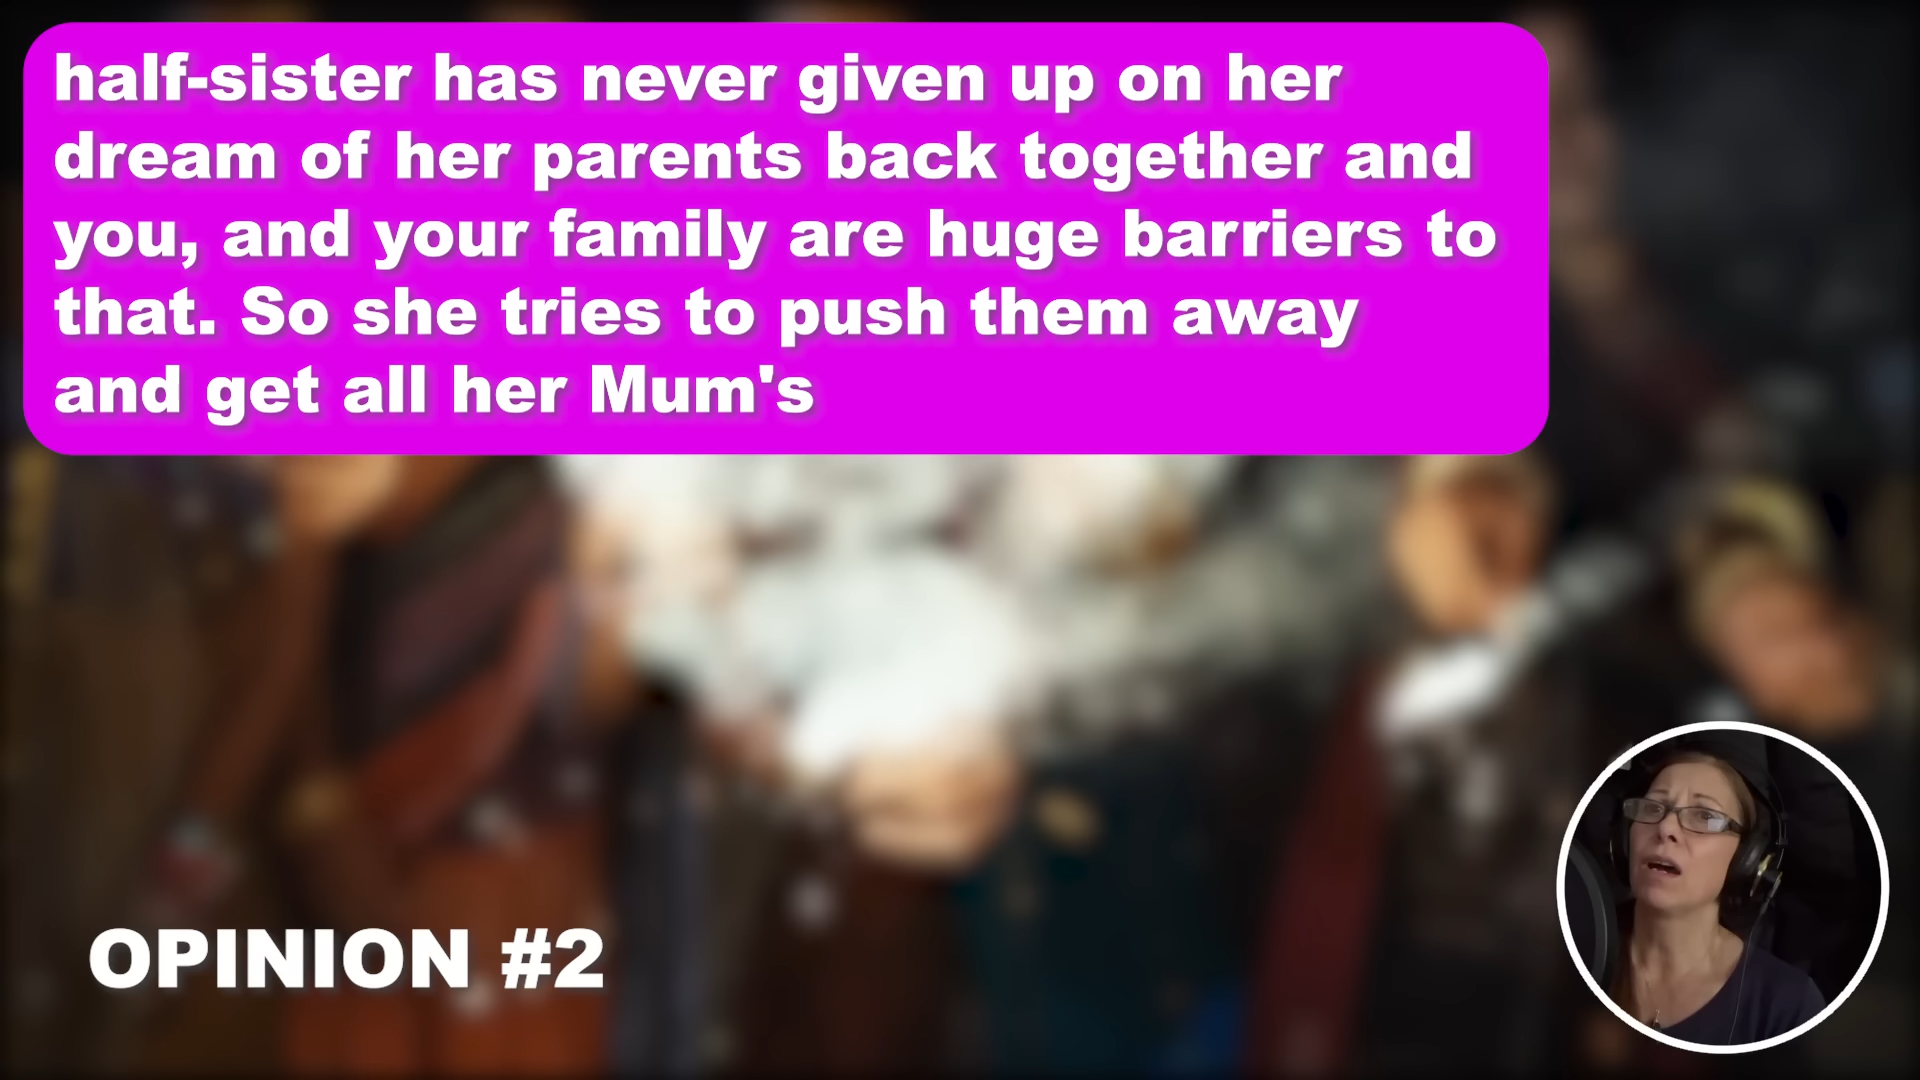 half-sister has never given up on her
dream of her parents back together and
you, and your family are huge barriers to
that. So she tries to push them away
and get all her Mum's
OPINION #2